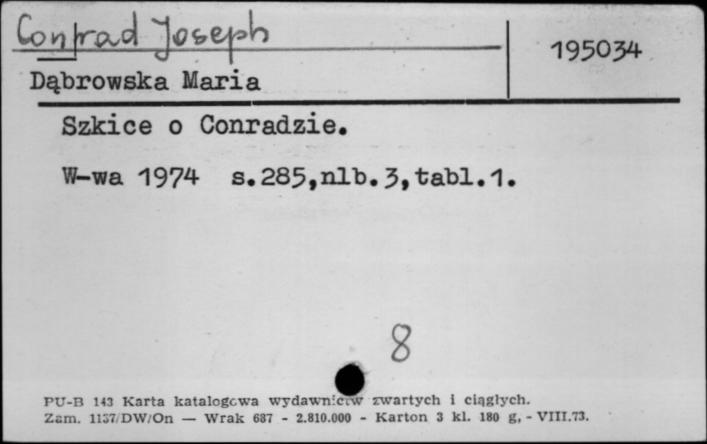 Conrad Joseph
195034
Dąbrowska Maria
Szkice o Conradzie.
W-wa 1974 s.285,nlb.3,tabl.1.
8
PU-B 143 Karta katalogowa wydawnictw zwartych i ciągłych.
Zam. 1137/DW/On — Wrak 687 - 2.810.000 - Karton 3 kl. 180 g, - VIII.73.